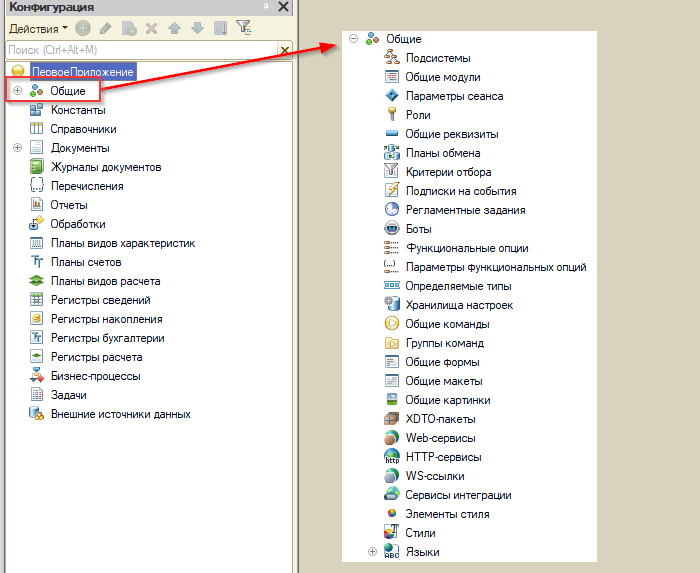 Конфигурация
Действия
Поиск (Ctrl+Alt+M)
ПервоеПриложение
Общие
Константы
Справочники
Документы
Журналы документов
Перечисления
Отчеты
Обработки
Планы видов характеристик
Планы счетов
Планы видов расчета
Регистры сведений
Регистры накопления
Регистры бухгалтерии
Регистры расчета
Бизнес-процессы
Задачи
Внешние источники данных
Общие
Подсистемы
Общие модули
Параметры сеанса
Роли
Общие реквизиты
Планы обмена
Критерии отбора
Подписки на события
Регламентные задания
Боты
Функциональные опции
Параметры функциональных опций
Определяемые типы
Хранилища настроек
Общие команды
Группы команд
Общие формы
Общие макеты
Общие картинки
XDTO-пакеты
Web-сервисы
HTTP-сервисы
WS-ссылки
Сервисы интеграции
Элементы стиля
Стили
Языки